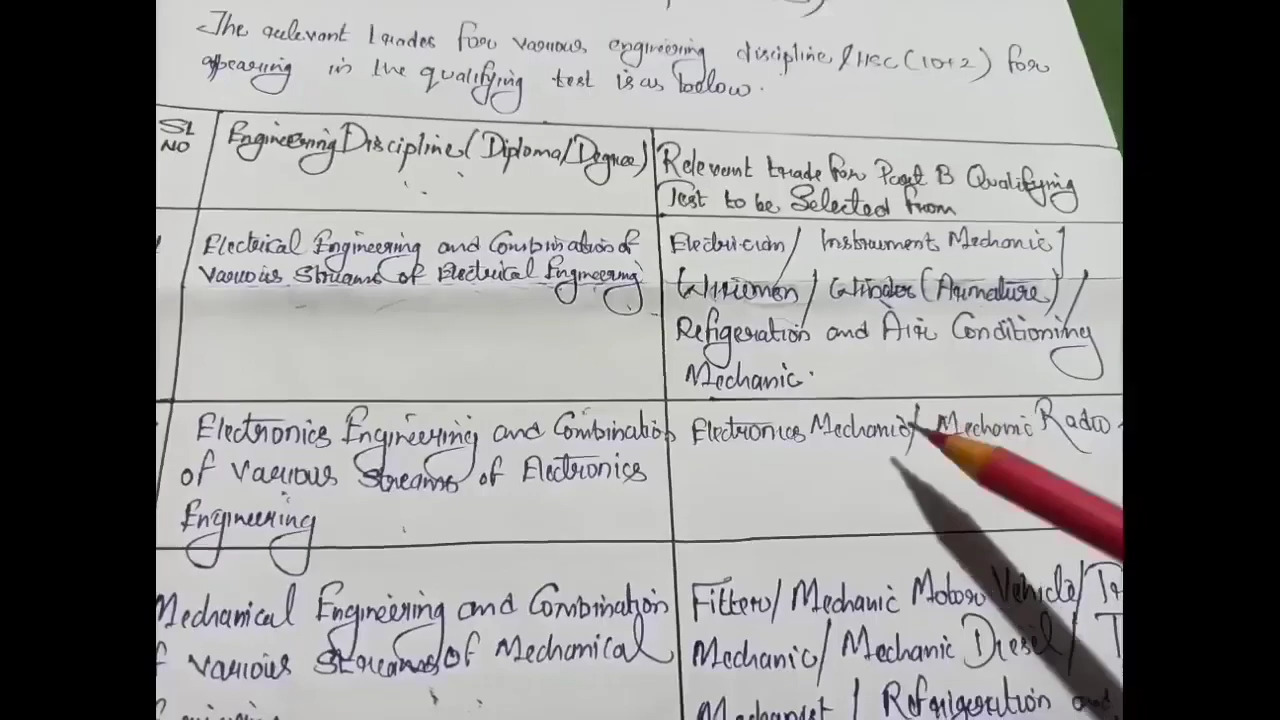 The relevant trades for various engineering discipline/HSC(10+2) for
appearing in the qualifying test is as below.
SL
NO
Engineering Discipline (Diploma/Degree)
Relevant trade for Part B Qualifying
Test to be Selected from
Electrical Engineering and Combination of
various Streams of Electrical Engineering
Electrician/ Instrument Mechanic/
Wiremen/ Winder (Armature)/
Refigeration and Air Conditioning
Mechanic.
Electronics Engineering and Combination
of various Streams of Electronics
Engineering
Electronics Mechanic/ Mechanic Radio
Mechanical Engineering and Combination
various Streams Of Mechanical
Fitter/ Mechanic Motor Vehicle/
Mechanic/ Mechanic Diesel/
Machinist/ Refrigeration and